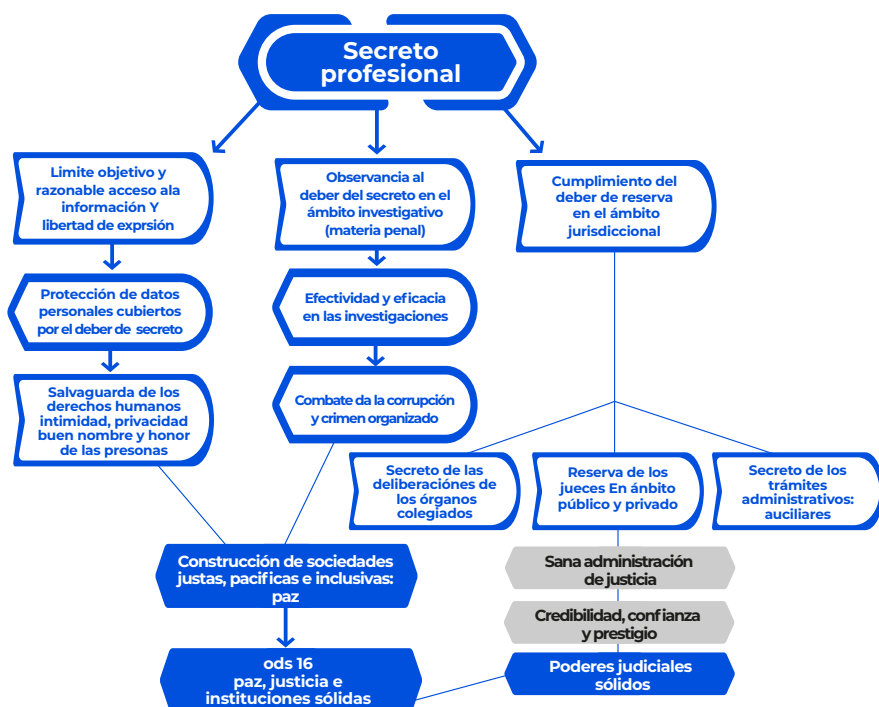 Secreto
profesional
Limite objetivo y
razonable acceso ala
información Y
libertad de exprsión
Observancia al
deber del secreto en el
ámbito investigativo
(materia penal)
Cumplimiento del
deber de reserva
en el ámbito
jurisdiccional
Protección de datos
personales cubiertos
por el deber de secreto
Efectividad y eficacia
en las investigaciones
Salvaguarda de los
derechos humanos
intimidad, privacidad
buen nombre y honor
de las presonas
Combate da la corrupción
y crimen organizado
Secreto de las
deliberaciónes de
los órganos
colegiados
Reserva de los
jueces En ánbito
público y privado
Secreto de los
trámites
administrativos:
auciliares
Construcción de sociedades
justas, pacificas e inclusivas:
paz
Sana administración
de justicia
Credibilidad, confianza
y prestigio
ods 16
paz, justicia e
instituciones sólidas
Poderes judiciales
sólidos